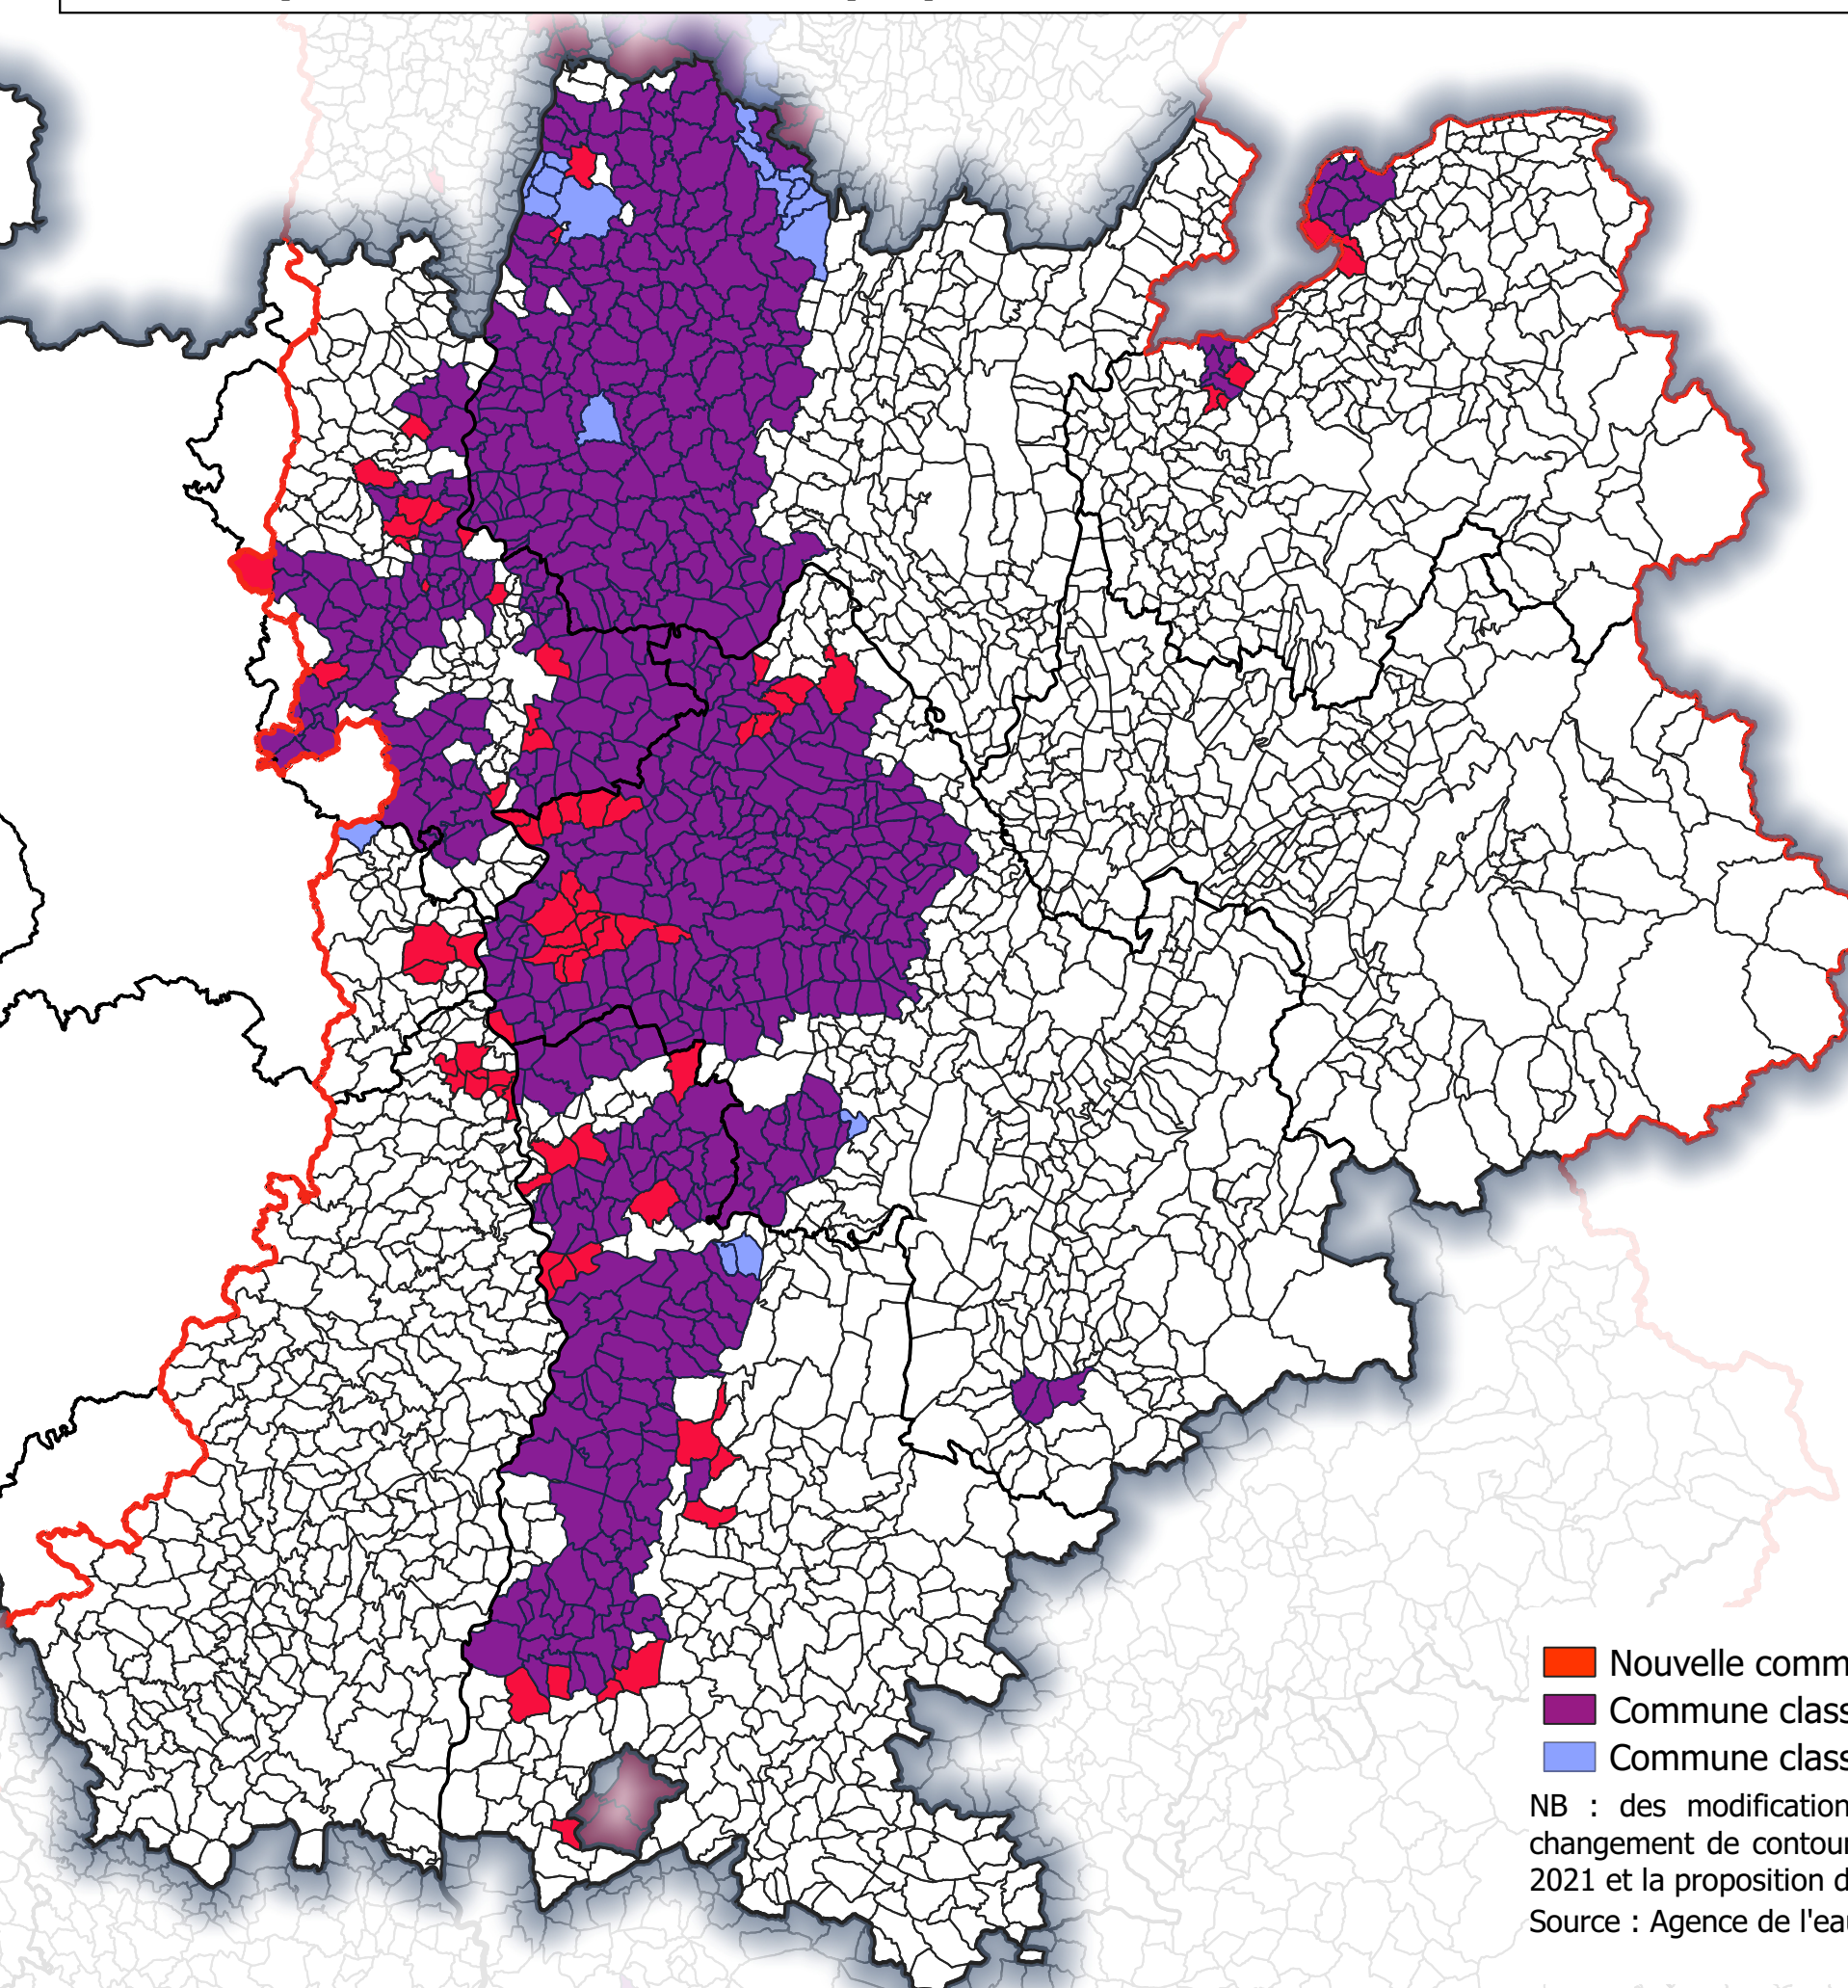 Nouvelle comm
Commune class
Commune class
NB : des modification
changement de contour
2021 et la proposition d
Source : Agence de l'eau